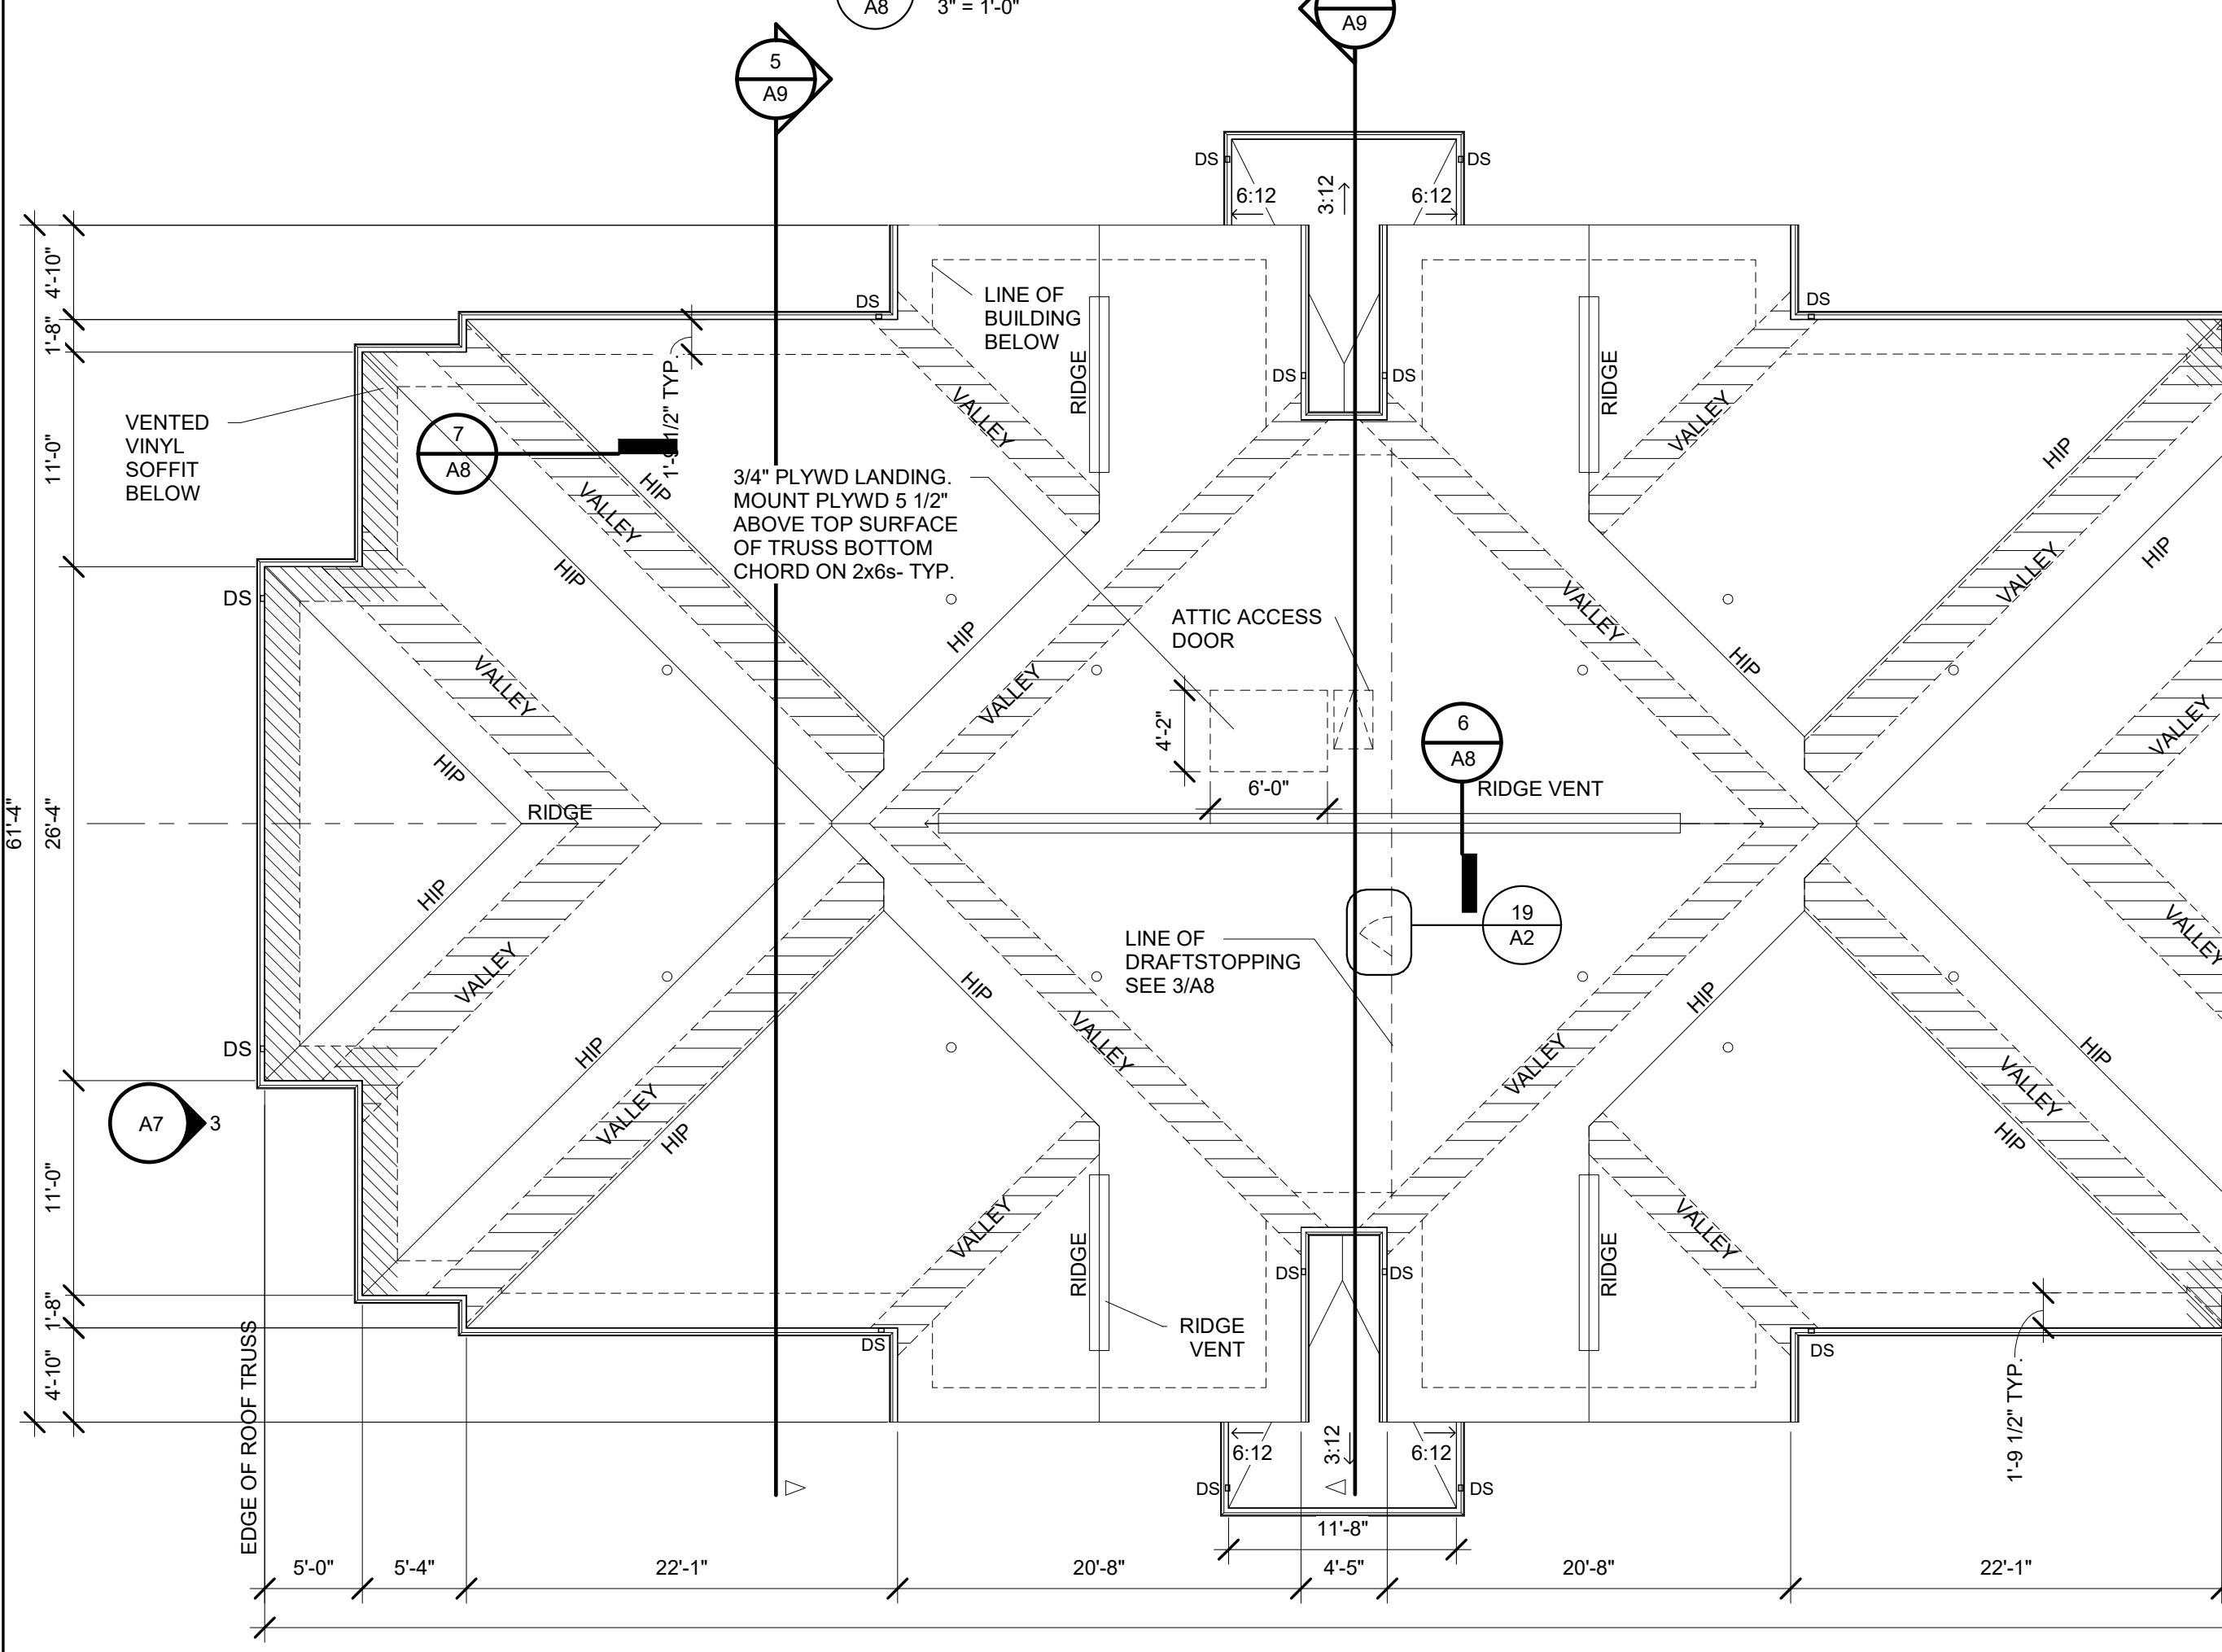 A8
3" = 1'-0"
A9
5
A9
DS
DS
6:12
3:12
6:12
4'-10"
1'-8"
11'-0"
26'-4"
61'-4"
11'-0"
1'-8"
4'-10"
DS
DS
LINE OF
BUILDING
BELOW
RIDGE
RIDGE
DS
DS
VALLEY
VALLEY
1'-9 1/2" TYP.
VENTED
VINYL
SOFFIT
BELOW
7
A8
HIP
VALLEY
HIP
3/4" PLYWD LANDING.
MOUNT PLYWD 5 1/2"
ABOVE TOP SURFACE
OF TRUSS BOTTOM
CHORD ON 2x6s- TYP.
HIP
HIP
VALLEY
DS
ATTIC ACCESS
DOOR
VALLEY
HIP
HIP
VALLEY
VALLEY
VALLEY
4'-2"
6'-0"
6
A8
RIDGE VENT
HIP
RIDGE
HIP
VALLEY
LINE OF
DRAFTSTOPPING
SEE 3/A8
19
A2
VALLEY
HIP
HIP
HIP
HIP
DS
VALLEY
VALLEY
VALLEY
VALLEY
A7
3
HIP
HIP
VALLEY
VALLEY
RIDGE
RIDGE
DS
DS
RIDGE
VENT
DS
DS
EDGE OF ROOF TRUSS
1'-9 1/2" TYP.
6:12
3:12
6:12
DS
DS
11'-8"
5'-0"
5'-4"
22'-1"
20'-8"
4'-5"
20'-8"
22'-1"